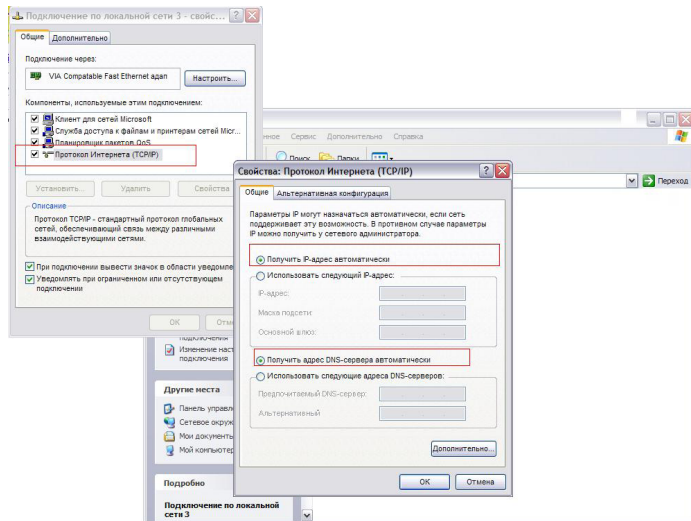 Подключение по локальной сети 3 - свойс...
Общие
Дополнительно
Подключение через:
VIA Compatable Fast Ethernet адап
Настроить...
Компоненты, используемые этим подключением:
Клиент для сетей Microsoft
Служба доступа к файлам и принтерам сетей Micr...
Планировщик пакетов QoS
Протокол Интернета (TCP/IP)
Установить...
Удалить
Свойства
Описание
Протокол TCP/IP - стандартный протокол глобальных
сетей, обеспечивающий связь между различными
взаимодействующими сетями.
При подключении вывести значок в области уведомле
Уведомлять при ограниченном или отсутствующем
подключении
OK
Отме
Сервис
Дополнительно
Справка
Поиск
Папки
Переход
Свойства: Протокол Интернета (TCP/IP)
Общие
Альтернативная конфигурация
Параметры IP могут назначаться автоматически, если сеть
поддерживает эту возможность. В противном случае параметры
IP можно получить у сетевого администратора.
Получить IP-адрес автоматически
Использовать следующий IP-адрес:
IP-адрес:
Маска подсети:
Основной шлюз:
Получить адрес DNS-сервера автоматически
Использовать следующие адреса DNS-серверов:
Предпочитаемый DNS-сервер:
Альтернативный
Дополнительно...
OK
Отмена
подключения
Изменение наст
подключения
Другие места
Панель управл
Сетевое окруж
Мои документы
Мой компьютер
Подробно
Подключение по локальной
сети 3